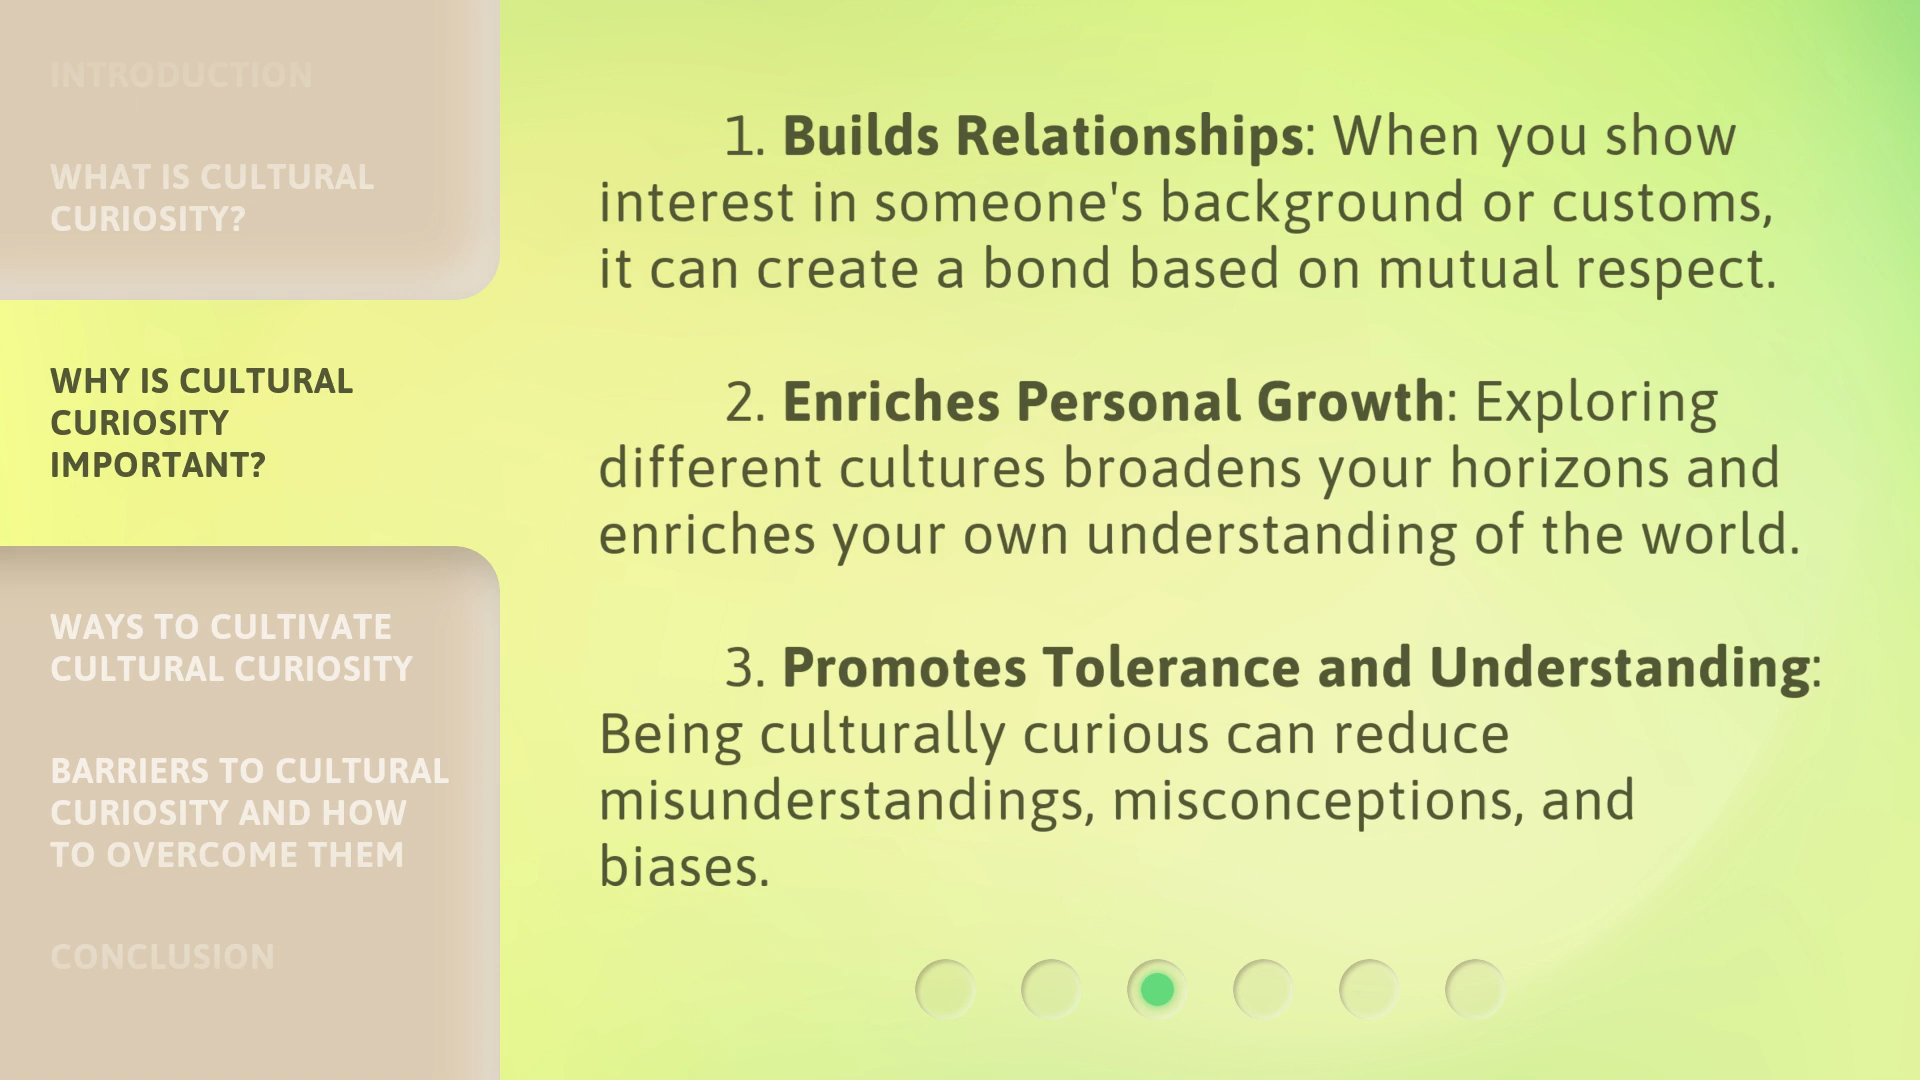 INTRODUCTION
WHAT IS CULTURAL
CURIOSITY?
WHY IS CULTURAL
CURIOSITY
IMPORTANT?
WAYS TO CULTIVATE
CULTURAL CURIOSITY
BARRIERS TO CULTURAL
CURIOSITY AND HOW
TO OVERCOME THEM
CONCLUSION
1. Builds Relationships: When you show
interest in someone's background or customs,
it can create a bond based on mutual respect.
2. Enriches Personal Growth: Exploring
different cultures broadens your horizons and
enriches your own understanding of the world.
3. Promotes Tolerance and Understanding:
Being culturally curious can reduce
misunderstandings, misconceptions, and
biases.